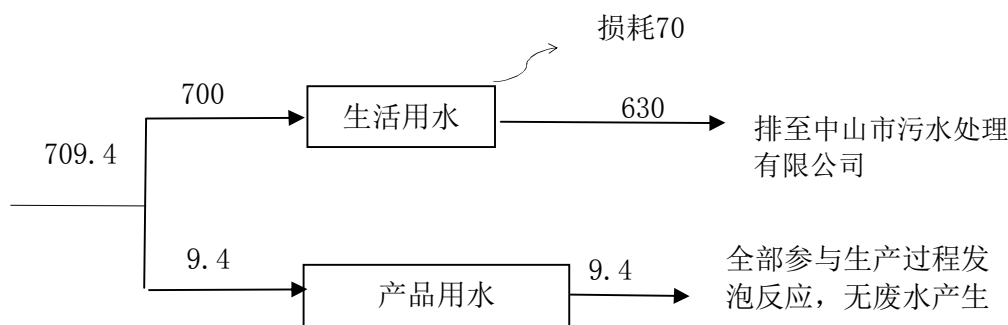 损耗70
700
生活用水
630
排至中山市污水处理
有限公司
709.4
9.4
产品用水
9.4
全部参与生产过程发
泡反应，无废水产生